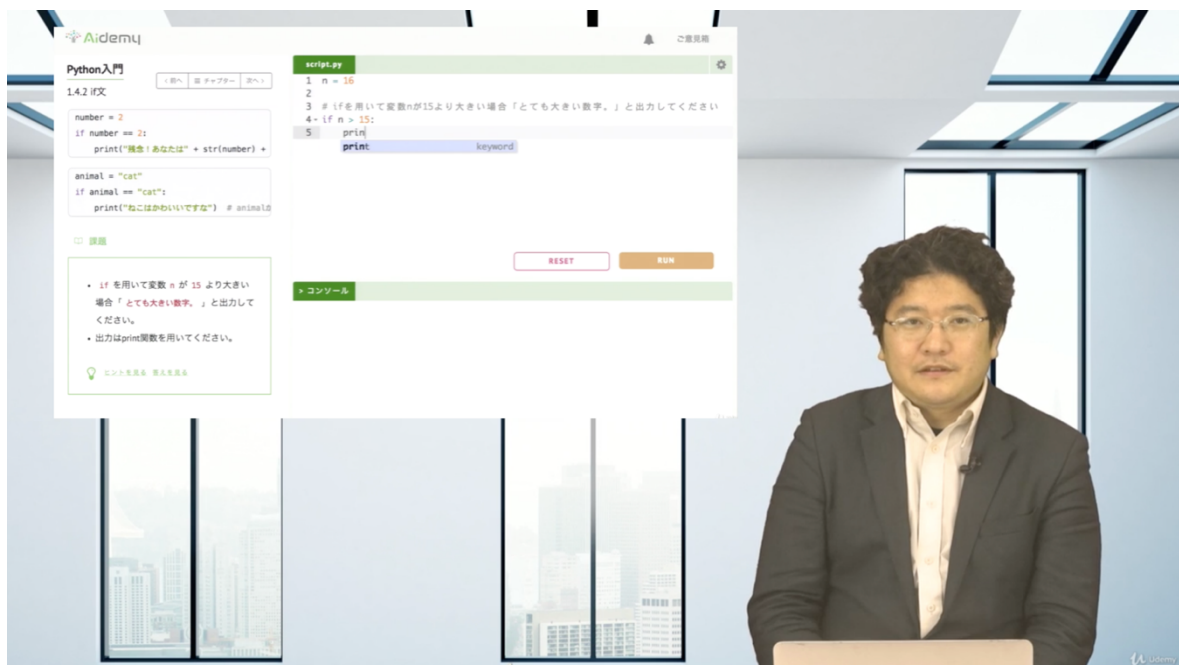 Aidemy
ご意見箱
Python入門
<前へ
チャプター
次へ>
1.4.2 if文
number = 2
if number == 2:
print("残念！あなたは" + str(number) +
animal = "cat"
if animal == "cat":
print("ねこはかわいいですな") # animalが
課題
if を用いて変数 n が 15 より大きい
場合「 とても大きい数字。 」と出力して
ください。
出力はprint関数を用いてください。
ヒントを見る 答えを見る
script.py
1 n = 16
2
3 # ifを用いて変数nが15より大きい場合「とても大きい数字。」と出力してください
4 if n > 15:
5 prin
print keyword
RESET
RUN
> コンソール
Udemy